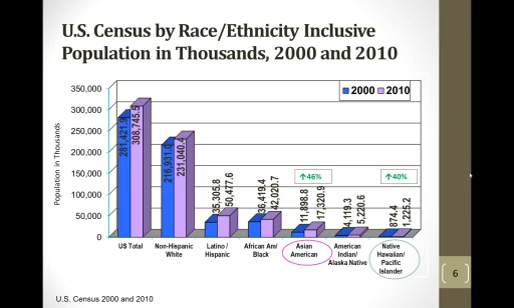 U.S. Census by Race/Ethnicity Inclusive
Population in Thousands, 2000 and 2010
Population in Thousands
350,000
300,000
250,000
200,000
150,000
100,000
50,000
0
2000 2010
281,421.9
308,745.5
216,931.0
231,040.4
35,305.8
50,477.6
36,419.4
42,020.7
11,898.8
17,320.9
4,119.3
5,220.6
874.4
1,225.2
↑46%
↑40%
US Total
Non-Hispanic
White
Latino /
Hispanic
African Am/
Black
Asian
American
American
Indian/
Alaska Native
Native
Hawaiian/
Pacific
Islander
6
U.S. Census 2000 and 2010